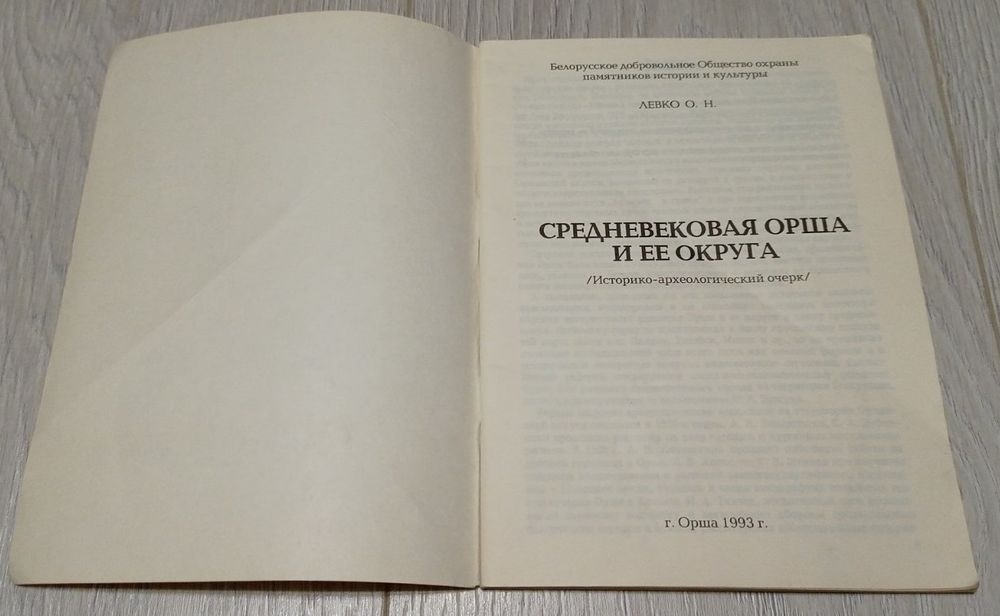 Белорусское добровольное Общество охраны
памятников истории и культуры
ЛЕВКО О. Н.
СРЕДНЕВЕКОВАЯ ОРША
И ЕЕ ОКРУГА
/Историко-археологический очерк/
г. Орша 1993 г.